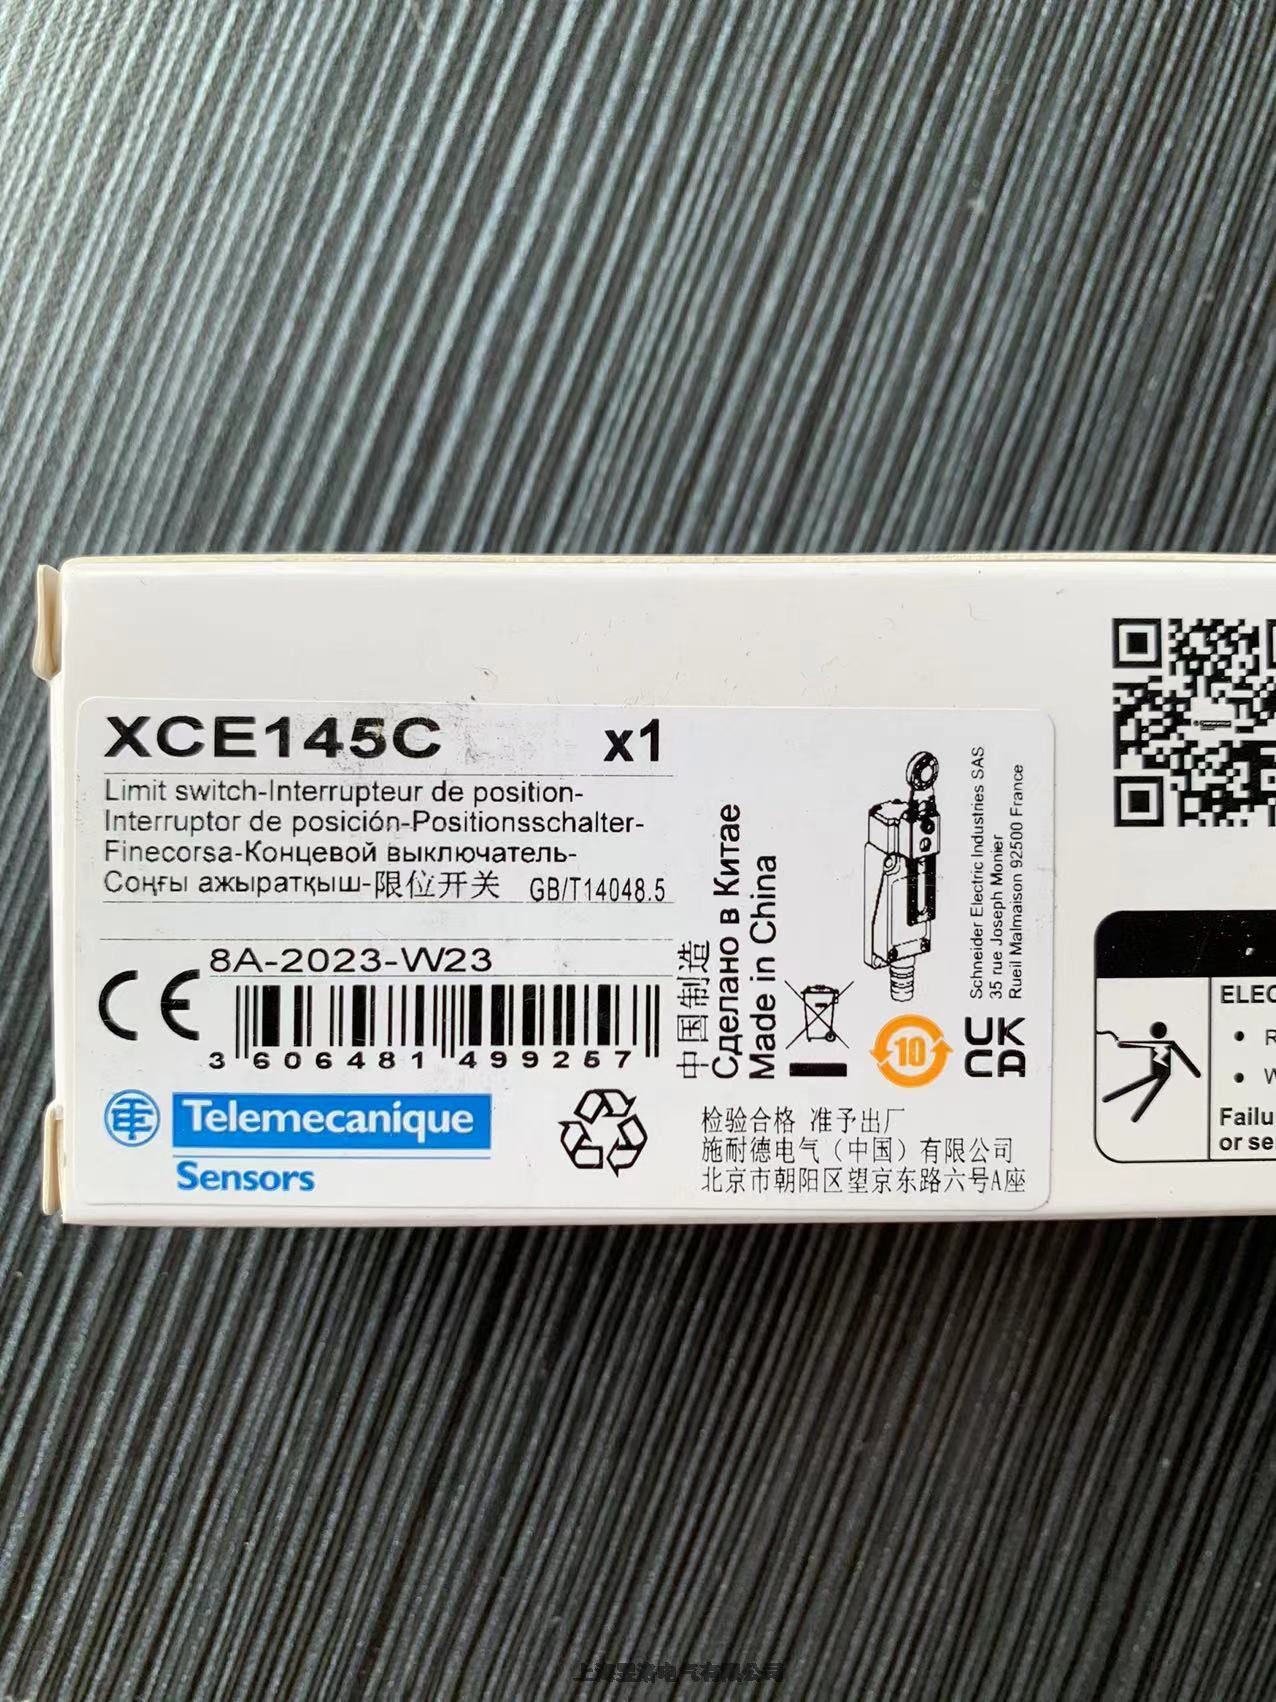 XCE145C x1
Limit switch-Interrupteur de position-
Interruptor de posición-Positionsschalter-
Finecorsa-Концевой выключатель-
Соңғы ажыратқыш-限位开关 GB/T14048.5
8A-2023-W23
CE
3 606481 499257
Telemecanique
Sensors
中国制造
Сделано в Китае
Made in China
Schneider Electric Industries SAS
35 rue Joseph Monier
Rueil Malmaison 92500 France
10
UK
CA
检验合格 准予出厂
施耐德电气（中国）有限公司
北京市朝阳区望京东路六号A座
ELEC
• R
• W
Failu
or se